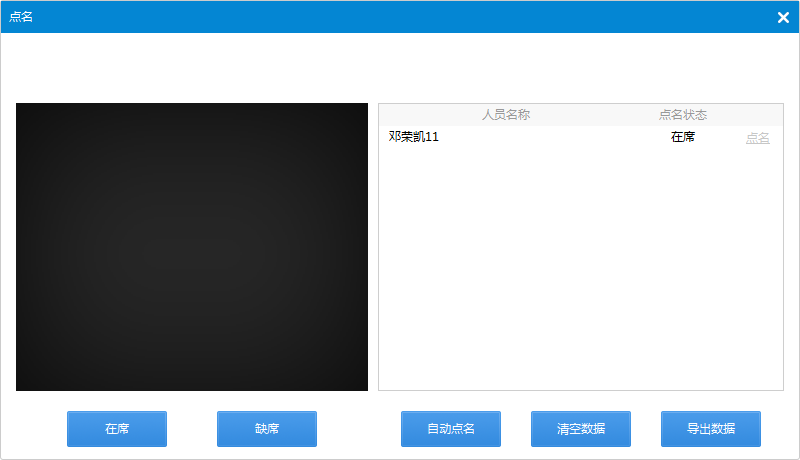 点名
人员名称 点名状态
邓荣凯11 在席 点名
在席 缺席 自动点名 清空数据 导出数据